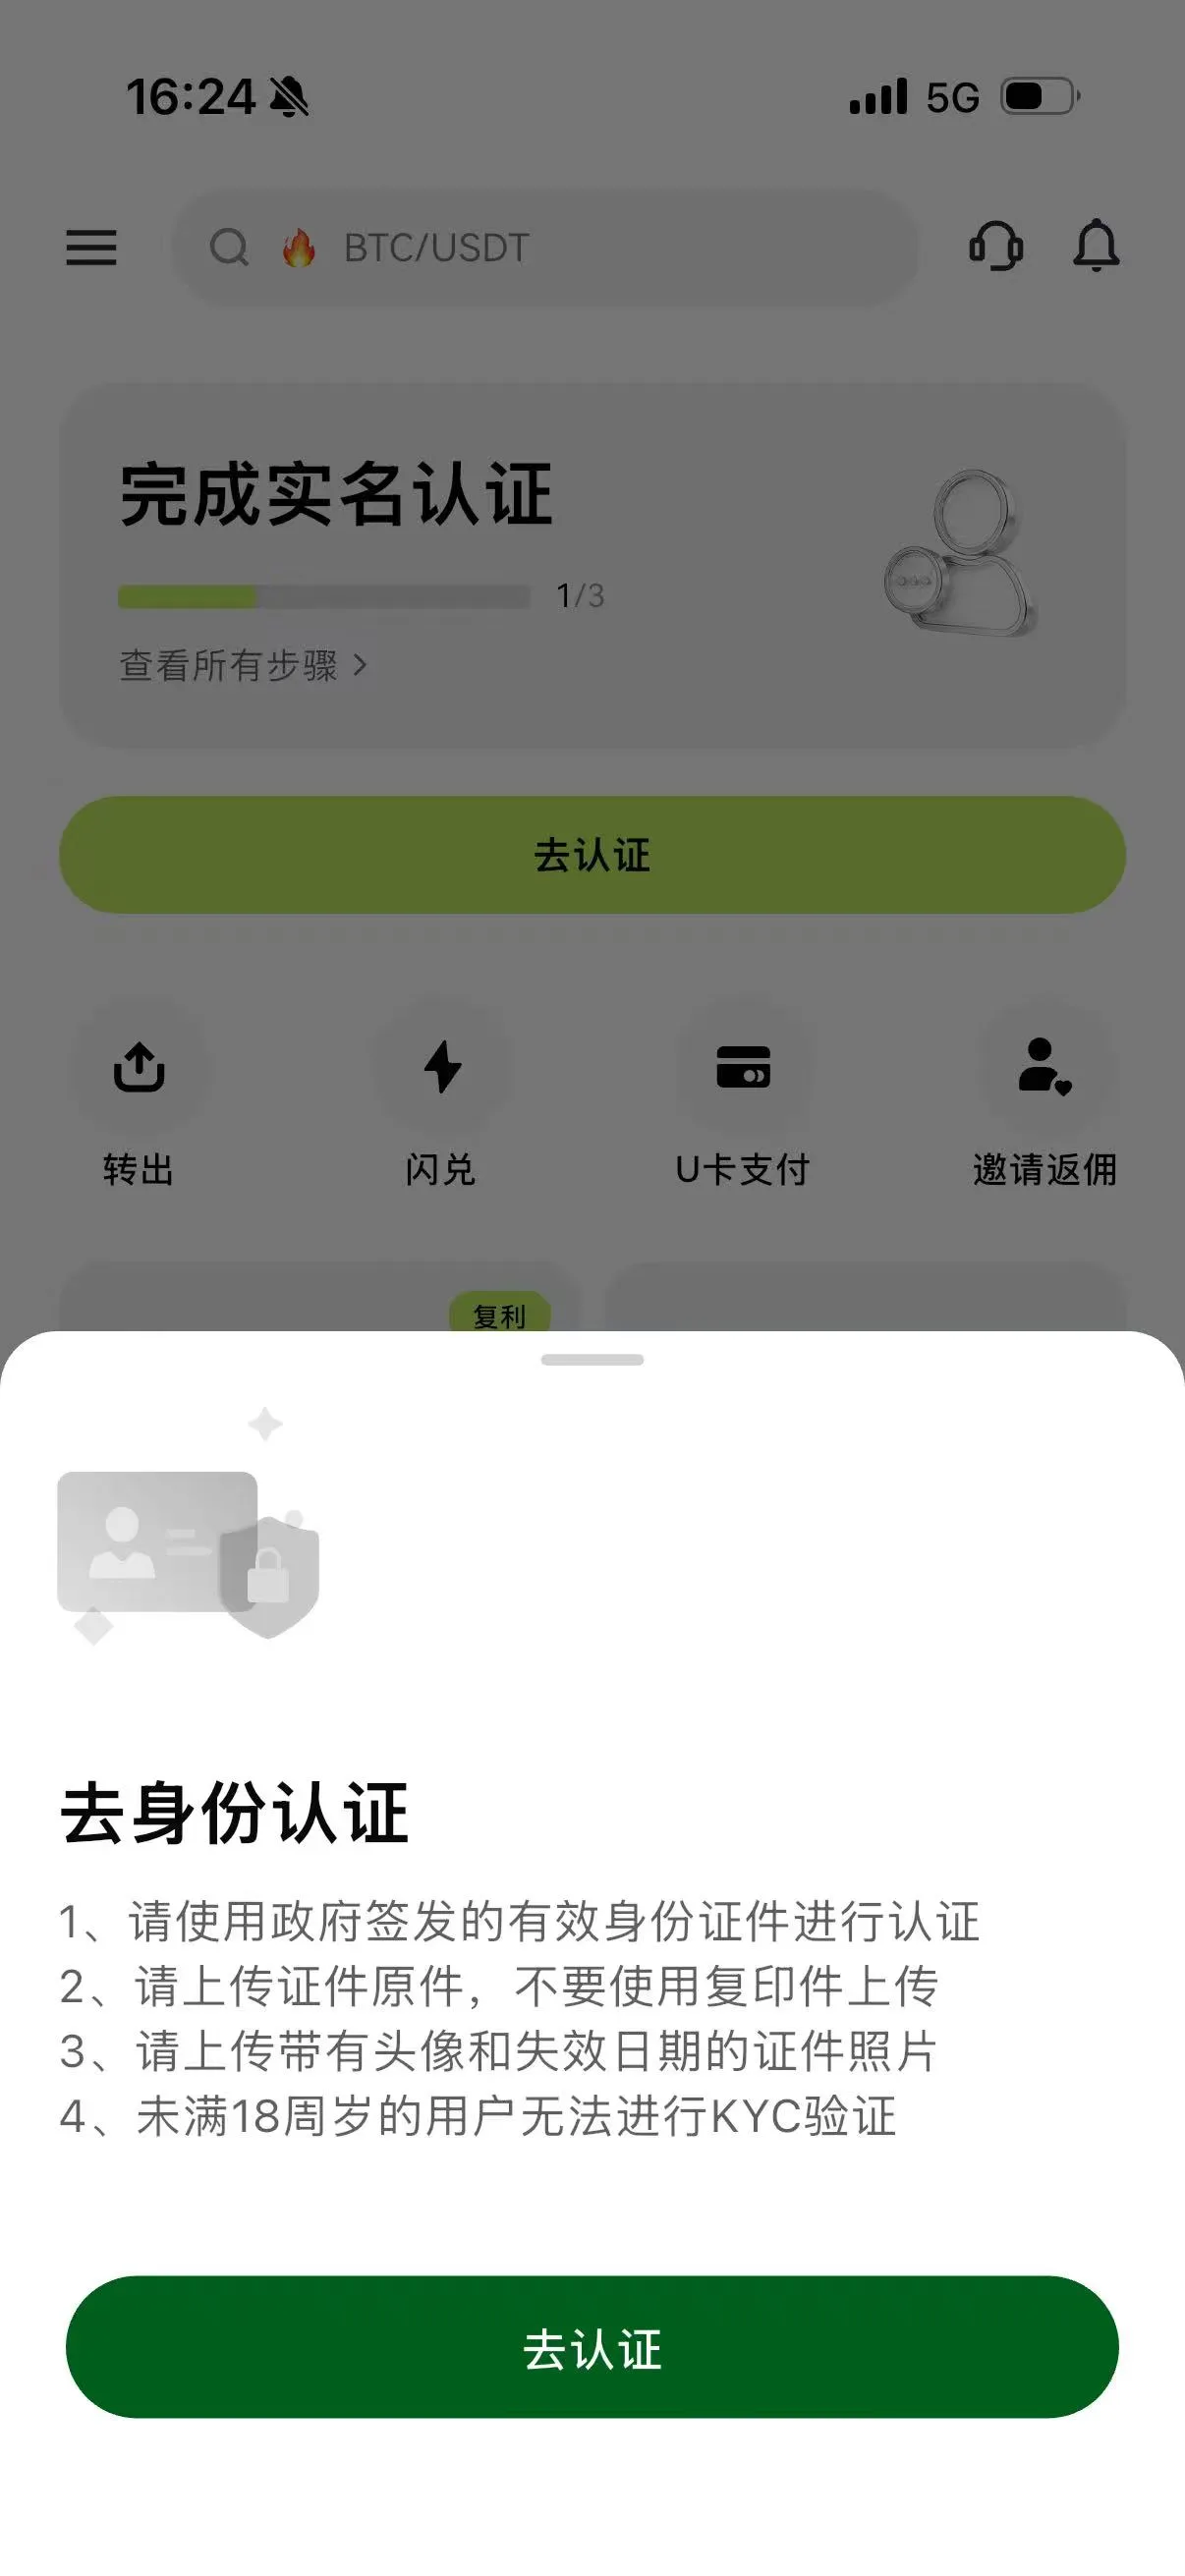 16:24
5G
BTC/USDT
完成实名认证
1/3
查看所有步骤 >
去认证
转出
闪兑
U卡支付
邀请返佣
复利
去身份认证
1、请使用政府签发的有效身份证件进行认证
2、请上传证件原件，不要使用复印件上传
3、请上传带有头像和失效日期的证件照片
4、未满18周岁的用户无法进行KYC验证
去认证